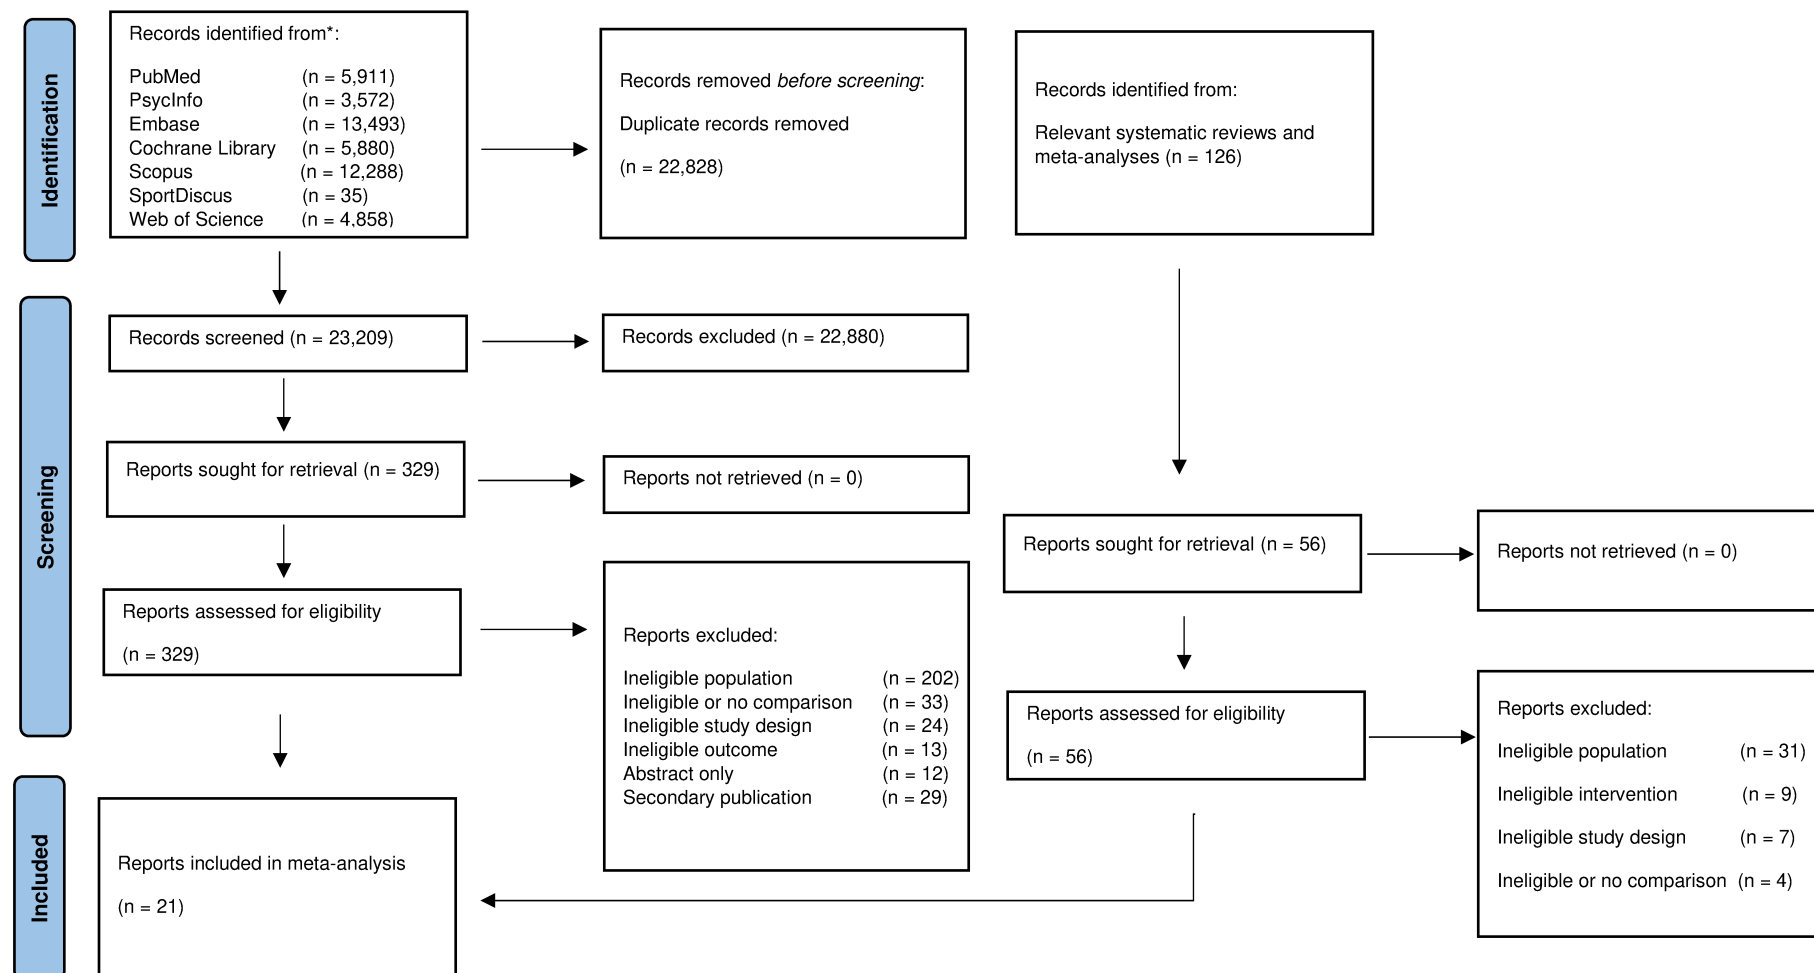 Identification
Records identified from*:
PubMed (n = 5,911)
PsycInfo (n = 3,572)
Embase (n = 13,493)
Cochrane Library (n = 5,880)
Scopus (n = 12,288)
SportDiscus (n = 35)
Web of Science (n = 4,858)
Records removed before screening:
Duplicate records removed
(n = 22,828)
Records identified from:
Relevant systematic reviews and
meta-analyses (n = 126)
Screening
Records screened (n = 23,209)
Records excluded (n = 22,880)
Reports sought for retrieval (n = 329)
Reports not retrieved (n = 0)
Reports assessed for eligibility
(n = 329)
Reports excluded:
Ineligible population (n = 202)
Ineligible or no comparison (n = 33)
Ineligible study design (n = 24)
Ineligible outcome (n = 13)
Abstract only (n = 12)
Secondary publication (n = 29)
Reports sought for retrieval (n = 56)
Reports not retrieved (n = 0)
Reports assessed for eligibility
(n = 56)
Reports excluded:
Ineligible population (n = 31)
Ineligible intervention (n = 9)
Ineligible study design (n = 7)
Ineligible or no comparison (n = 4)
Included
Reports included in meta-analysis
(n = 21)